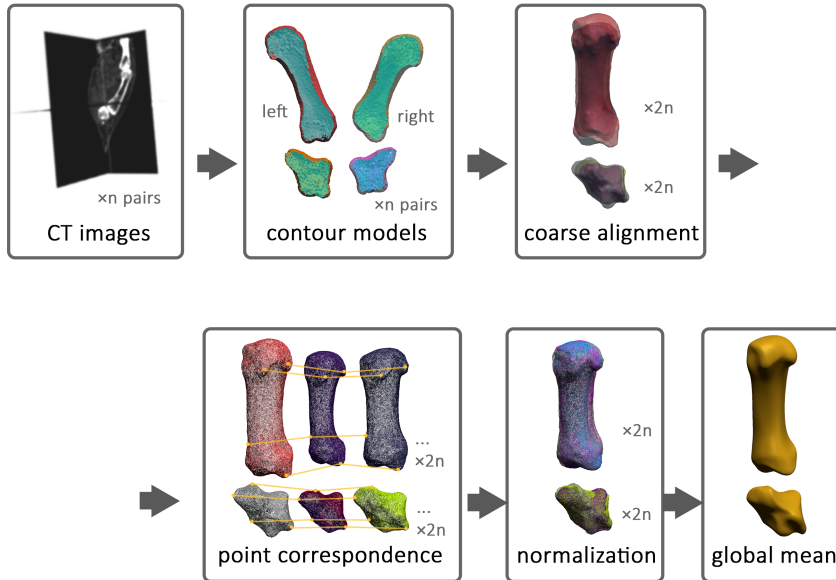 ×n pairs
CT images
left
right
×n pairs
contour models
×2n
×2n
coarse alignment
...
×2n
...
×2n
point correspondence
×2n
×2n
normalization
global mean